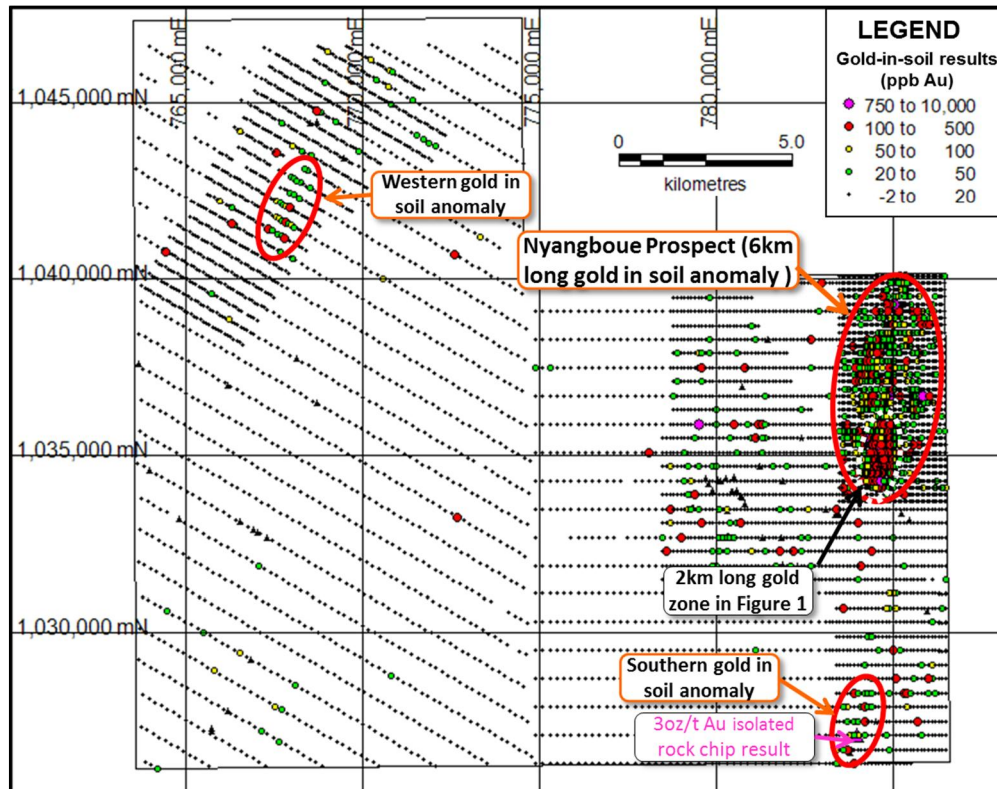 LEGEND
Gold-in-soil results
(ppb Au)
750 to 10,000
100 to 500
50 to 100
20 to 50
-2 to 20
765,000 mE
770,000 mE
775,000 mE
780,000 mE
1,045,000 mN
0 5.0
kilometres
Western gold in
soil anomaly
Nyangboue Prospect (6km
long gold in soil anomaly )
1,040,000 mN
1,035,000 mN
2km long gold
zone in Figure 1
1,030,000 mN
Southern gold in
soil anomaly
3oz/t Au isolated
rock chip result